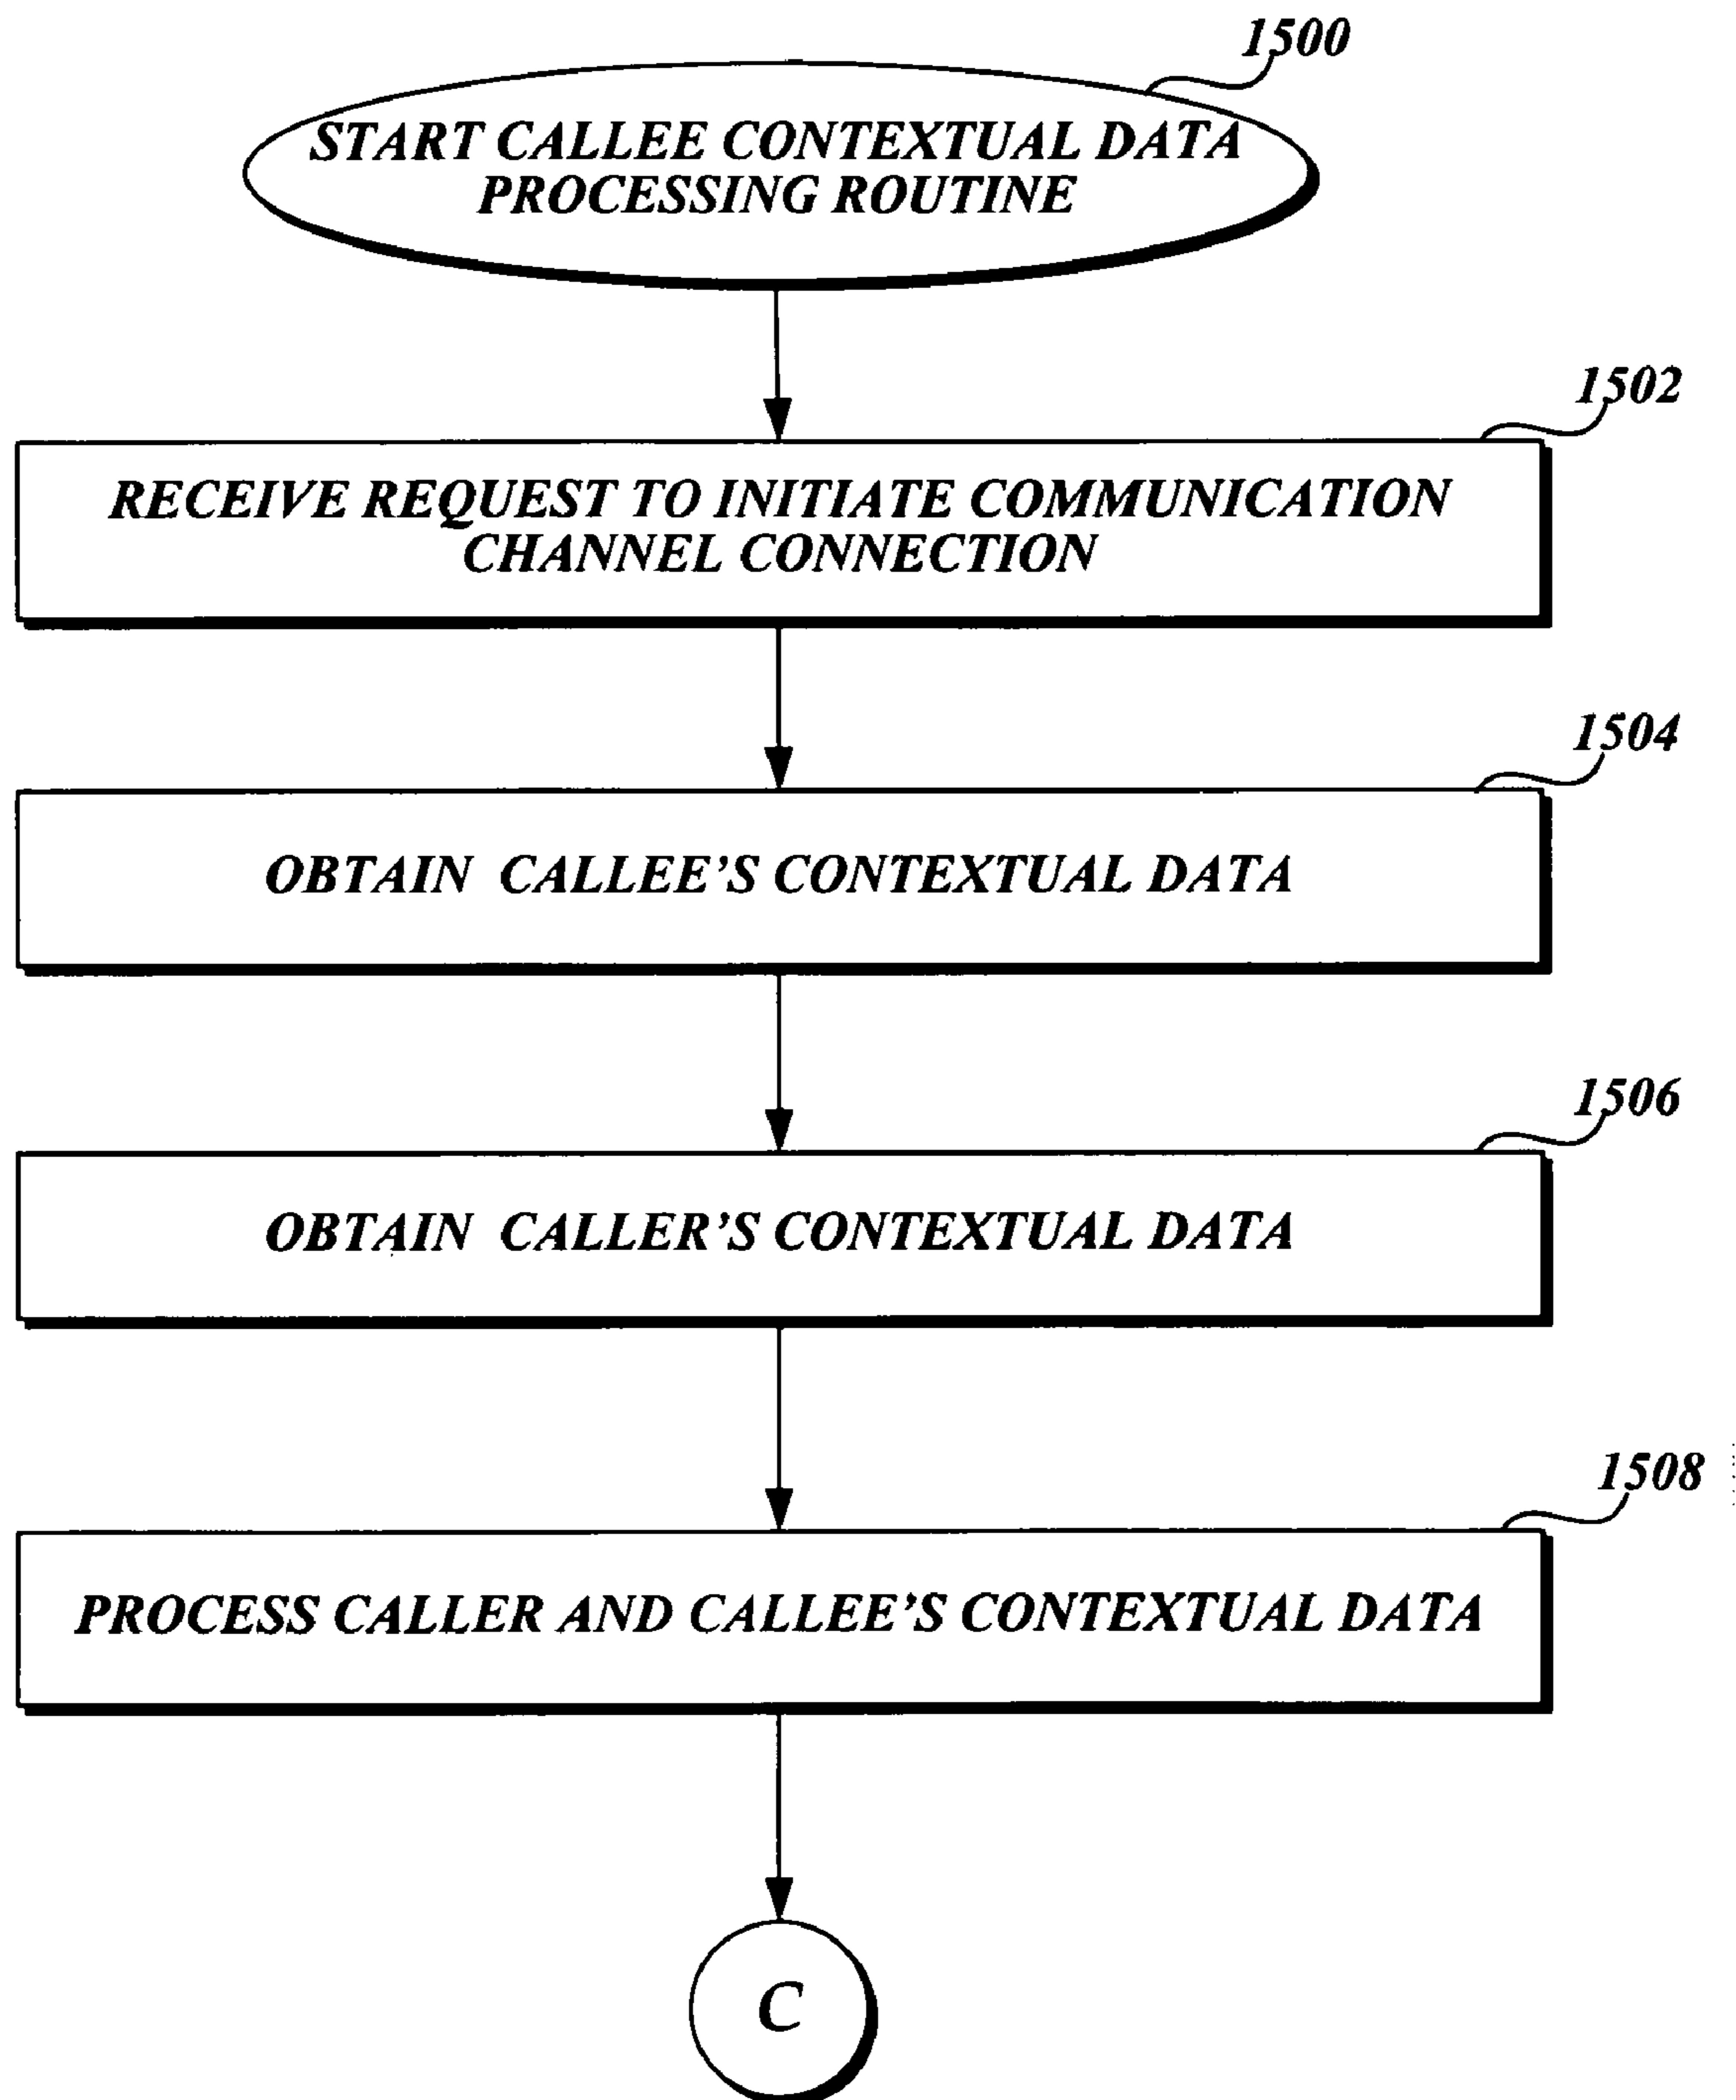 1500
START CALLEE CONTEXTUAL DATA
PROCESSING ROUTINE
1502
RECEIVE REQUEST TO INITIATE COMMUNICATION
CHANNEL CONNECTION
1504
OBTAIN CALLEE'S CONTEXTUAL DATA
1506
OBTAIN CALLER'S CONTEXTUAL DATA
1508
PROCESS CALLER AND CALLEE'S CONTEXTUAL DATA
C